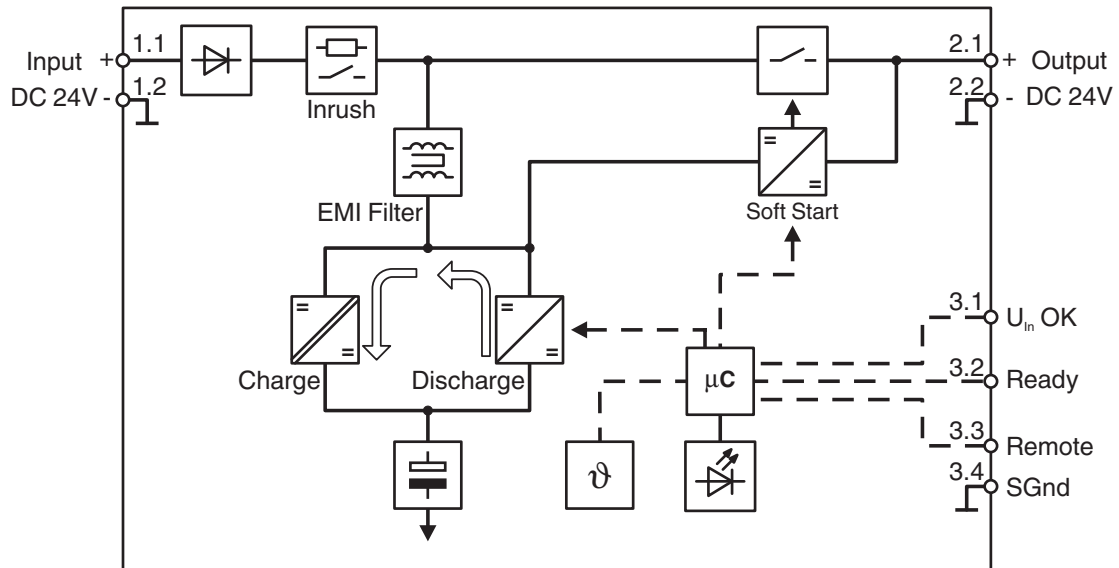 Input + 1.1
DC 24V - 1.2
Inrush
2.1 + Output
2.2 - DC 24V
EMI Filter
= =
Soft Start
= =
= =
Charge
Discharge
μC
ϑ
3.1 UIn OK
3.2 Ready
3.3 Remote
3.4 SGnd